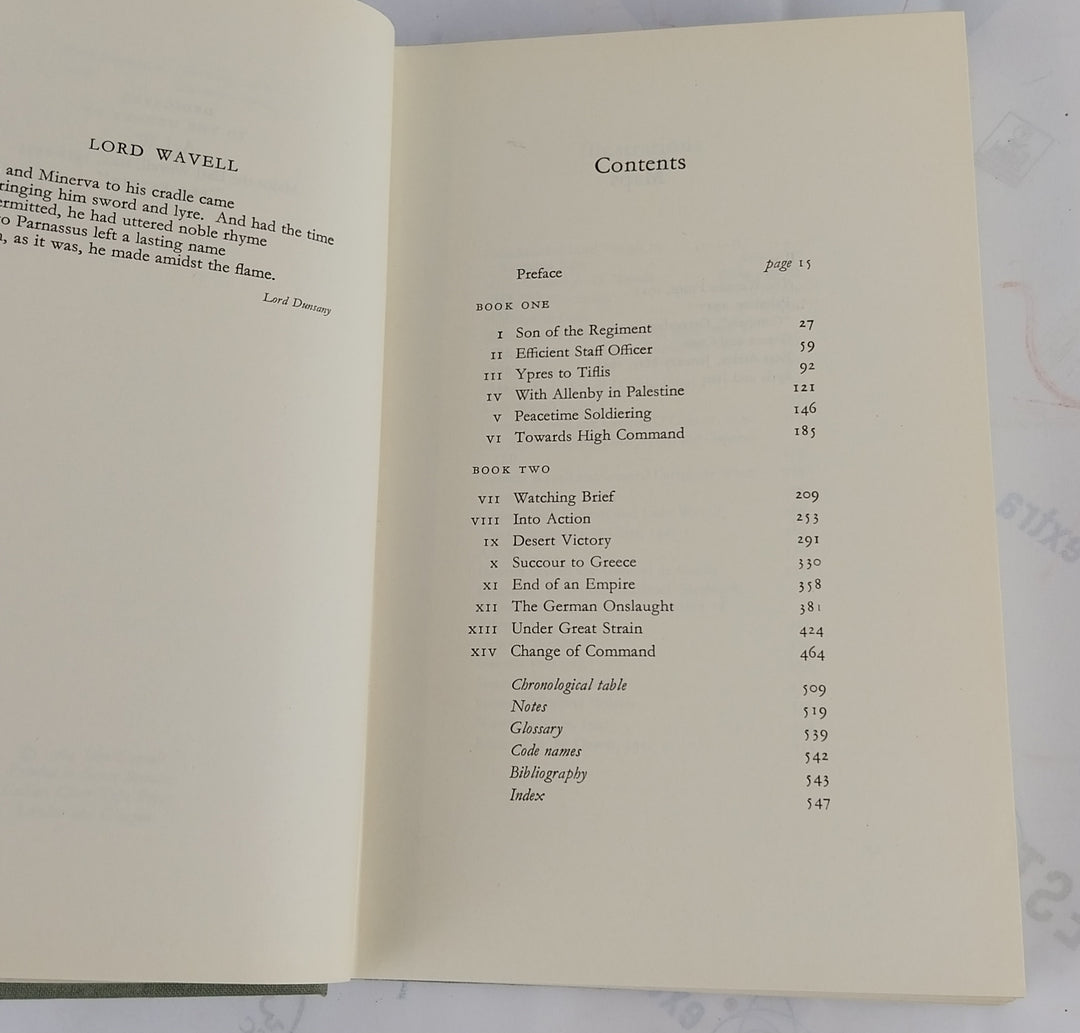 LORD WAVELL
and Minerva to his cradle came
ringing him sword and lyre. And had the time
ermitted, he had uttered noble rhyme
o Parnassus left a lasting name
, as it was, he made amidst the flame.
Lord Dunsany
Contents
Preface page 15
BOOK ONE
I Son of the Regiment 27
II Efficient Staff Officer 59
III Ypres to Tiflis 92
IV With Allenby in Palestine 121
V Peacetime Soldiering 146
VI Towards High Command 185
BOOK TWO
VII Watching Brief 209
VIII Into Action 253
IX Desert Victory 291
X Succour to Greece 330
XI End of an Empire 358
XII The German Onslaught 381
XIII Under Great Strain 424
XIV Change of Command 464
Chronological table 509
Notes 519
Glossary 539
Code names 542
Bibliography 543
Index 547
extra